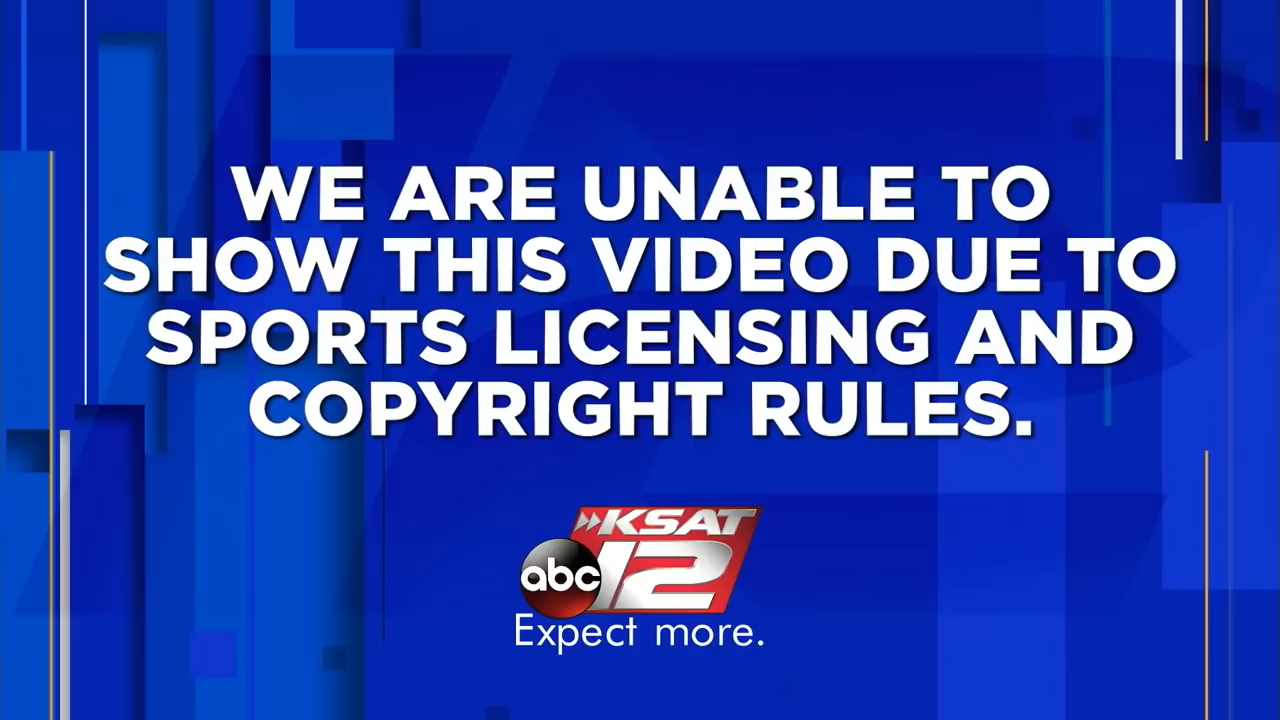 WE ARE UNABLE TO
SHOW THIS VIDEO DUE TO
SPORTS LICENSING AND
COPYRIGHT RULES.
KSAT
abc 12
Expect more.